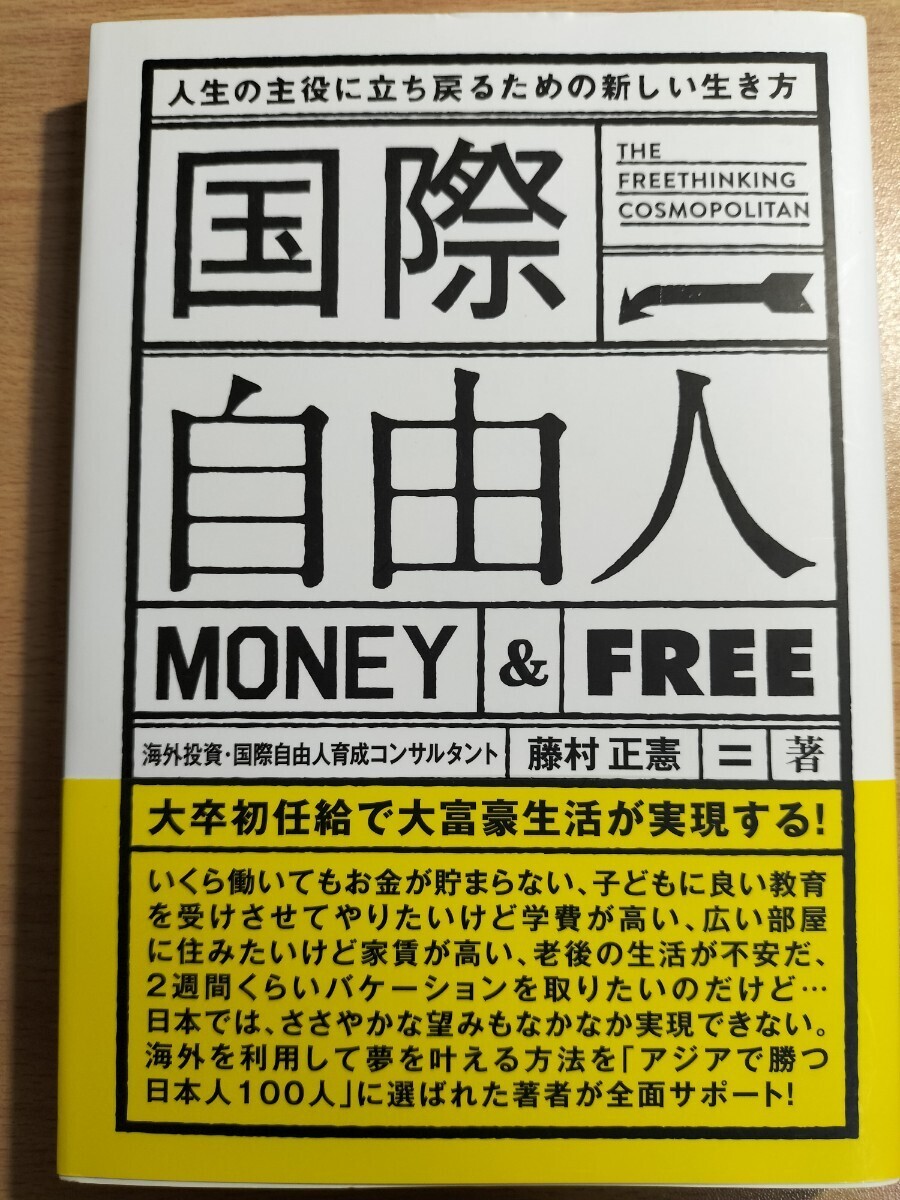 人生の主役に立ち戻るための新しい生き方
国際
THE
FREETHINKING
COSMOPOLITAN
自由人
MONEY & FREE
海外投資・国際自由人育成コンサルタント 藤村 正憲 = 著
大卒初任給で大富豪生活が実現する!
いくら働いてもお金が貯まらない、子どもに良い教育
を受けさせてやりたいけど学費が高い、広い部屋
に住みたいけど家賃が高い、老後の生活が不安だ、
2週間くらいバケーションを取りたいのだけど…
日本では、ささやかな望みもなかなか実現できない。
海外を利用して夢を叶える方法を「アジアで勝つ
日本人100人」に選ばれた著者が全面サポート!